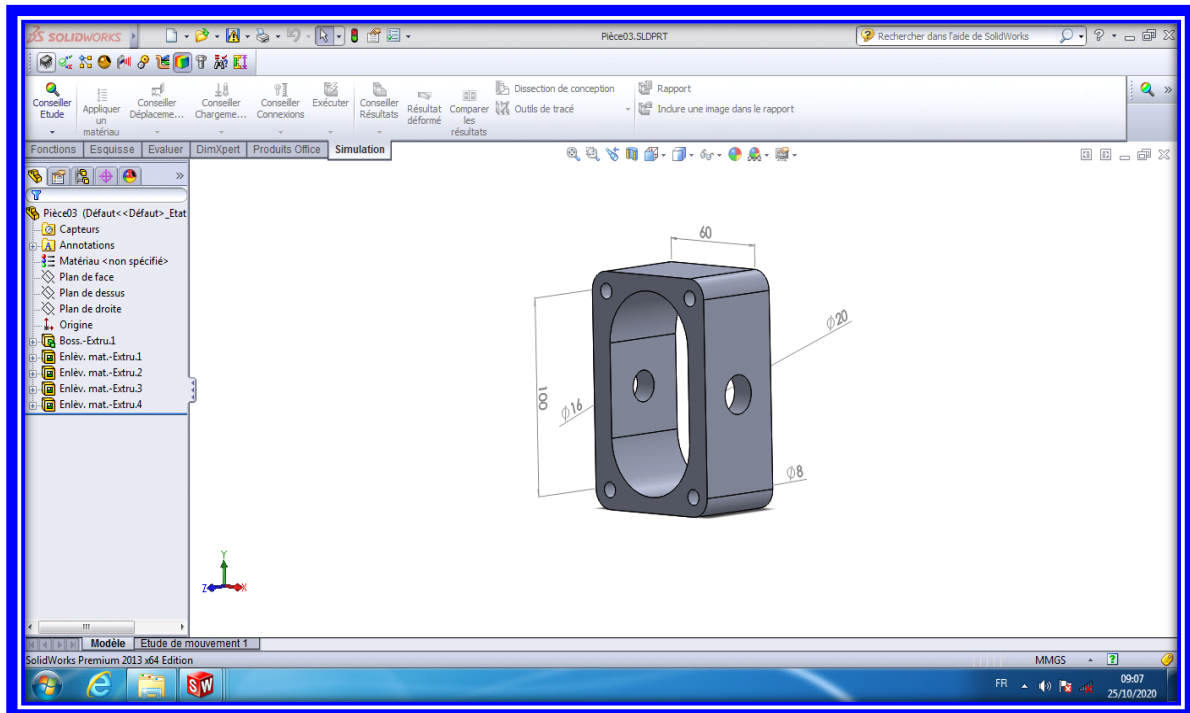 SOLIDWORKS
Pièce03.SLDPRT
Rechercher dans l'aide de SolidWorks
Conseiller Etude
Appliquer un matériau
Conseiller Déplaceme...
Conseiller Chargeme...
Conseiller Connexions
Exécuter
Conseiller Résultats
Résultat déformé
Comparer les résultats
Dissection de conception
Outils de tracé
Rapport
Inclure une image dans le rapport
Fonctions Esquisse Evaluer DimXpert Produits Office Simulation
Pièce03 (Défaut<<Défaut>_Etat
Capteurs
Annotations
Matériau <non spécifié>
Plan de face
Plan de dessus
Plan de droite
Origine
Boss.-Extru.1
Enlèv. mat.-Extru.1
Enlèv. mat.-Extru.2
Enlèv. mat.-Extru.3
Enlèv. mat.-Extru.4
60
Ø20
100
Ø16
Ø8
Y
Z X
Modèle Etude de mouvement 1
SolidWorks Premium 2013 x64 Edition
MMGS
SW
FR
09:07
25/10/2020